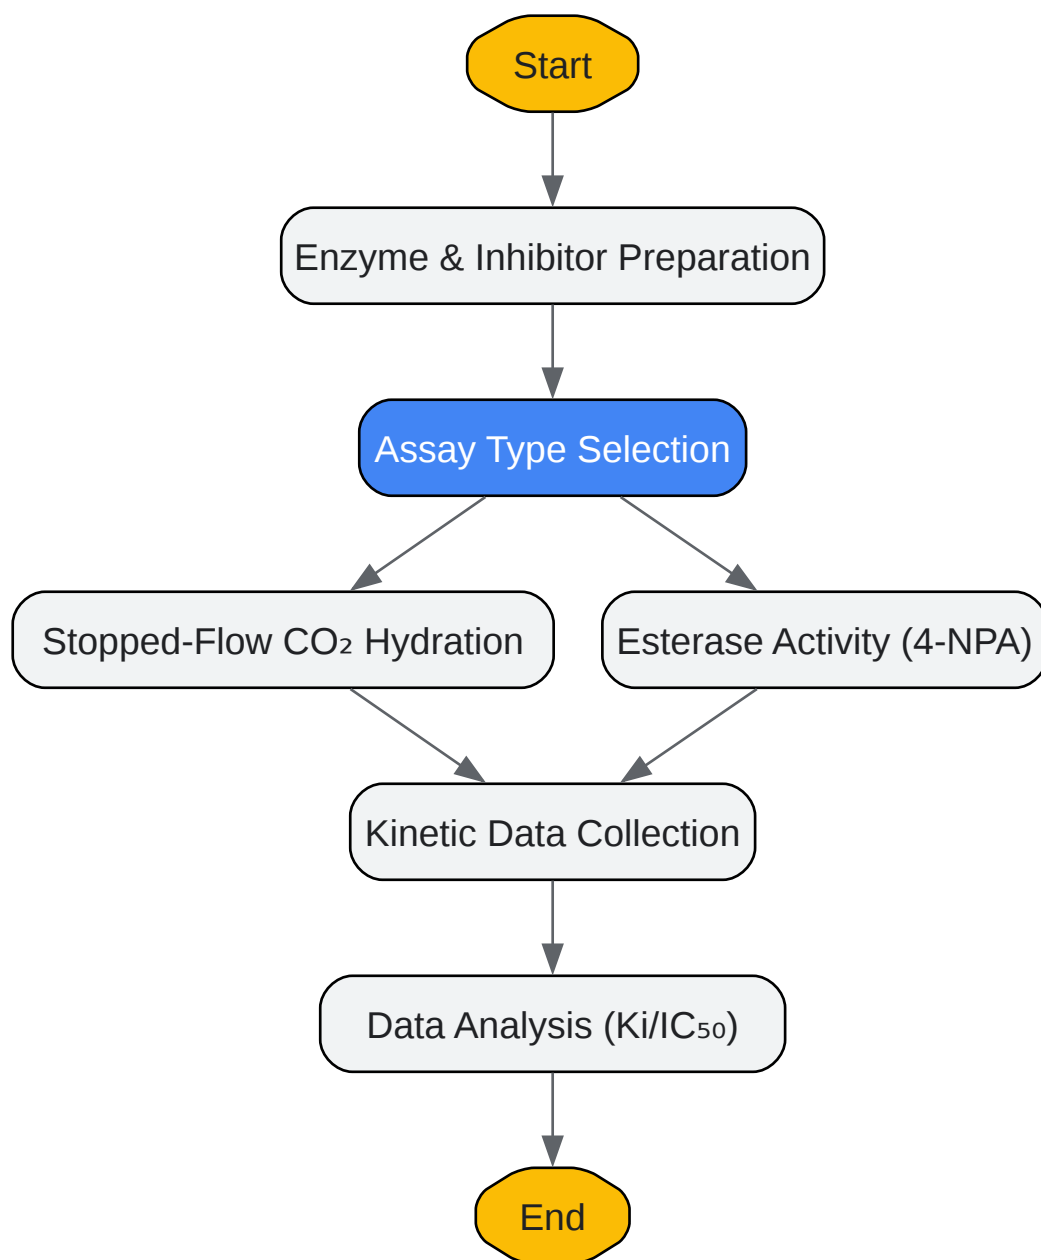 Start
Enzyme & Inhibitor Preparation
Assay Type Selection
Stopped-Flow CO₂ Hydration
Esterase Activity (4-NPA)
Kinetic Data Collection
Data Analysis (Ki/IC₅₀)
End